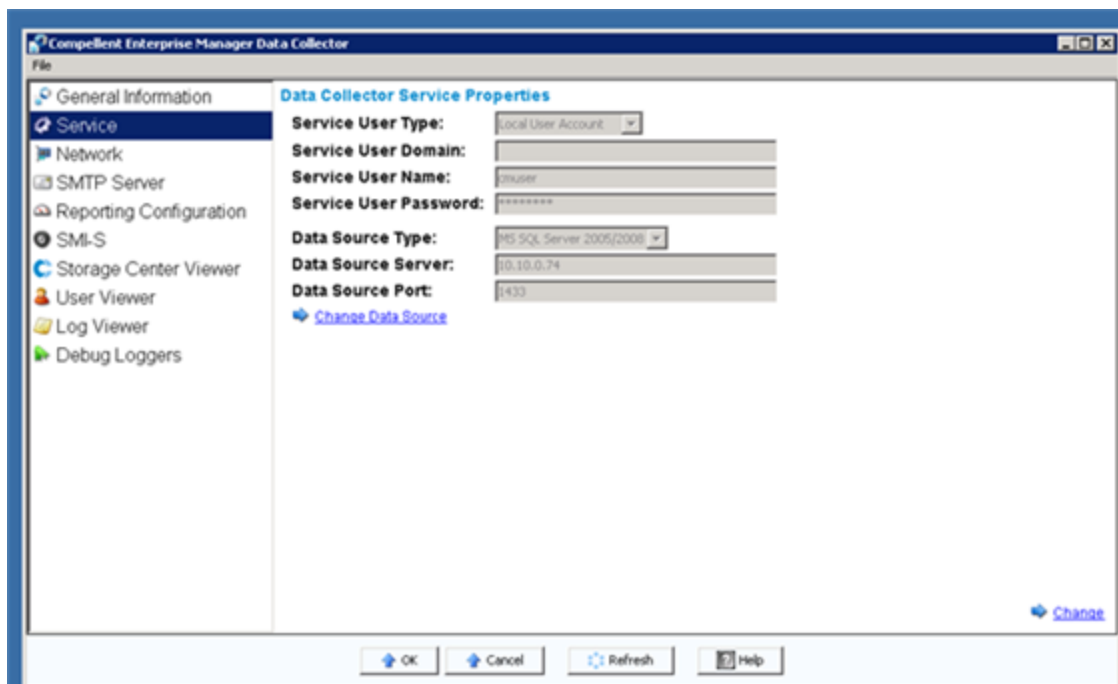 Compellent Enterprise Manager Data Collector
File
General Information
Service
Network
SMTP Server
Reporting Configuration
SMI-S
Storage Center Viewer
User Viewer
Log Viewer
Debug Loggers
Data Collector Service Properties
Service User Type: Local User Account
Service User Domain:
Service User Name: cmuser
Service User Password: ********
Data Source Type: MS SQL Server 2005/2008
Data Source Server: 10.10.0.74
Data Source Port: 1433
Change Data Source
Change
OK Cancel Refresh Help